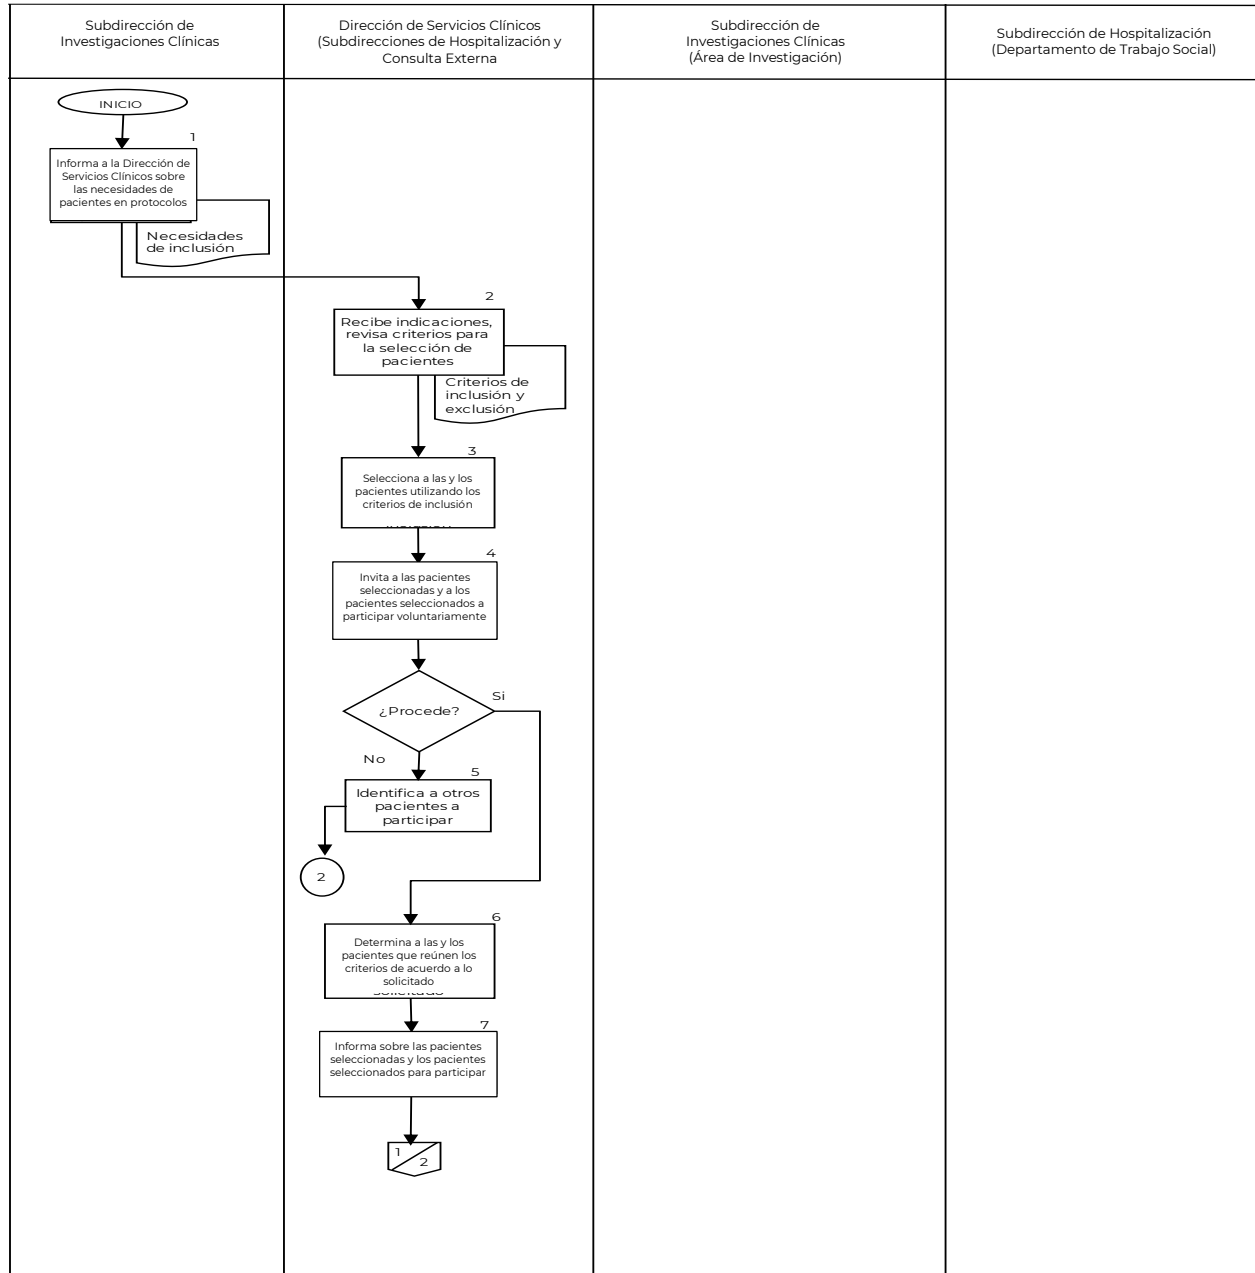 Subdirección de
Investigaciones Clínicas
Dirección de Servicios Clínicos
(Subdirecciones de Hospitalización y
Consulta Externa
Subdirección de
Investigaciones Clínicas
(Área de Investigación)
Subdirección de Hospitalización
(Departamento de Trabajo Social)
INICIO
1
Informa a la Dirección de
Servicios Clínicos sobre
las necesidades de
pacientes en protocolos
Necesidades
de inclusión
2
Recibe indicaciones,
revisa criterios para
la selección de
pacientes
Criterios de
inclusión y
exclusión
3
Selecciona a las y los
pacientes utilizando los
criterios de inclusión
4
Invita a las pacientes
seleccionadas y a los
pacientes seleccionados a
participar voluntariamente
¿Procede?
Si
No
5
Identifica a otros
pacientes a
participar
2
6
Determina a las y los
pacientes que reúnen los
criterios de acuerdo a lo
solicitado
7
Informa sobre las pacientes
seleccionadas y los pacientes
seleccionados para participar
1
2